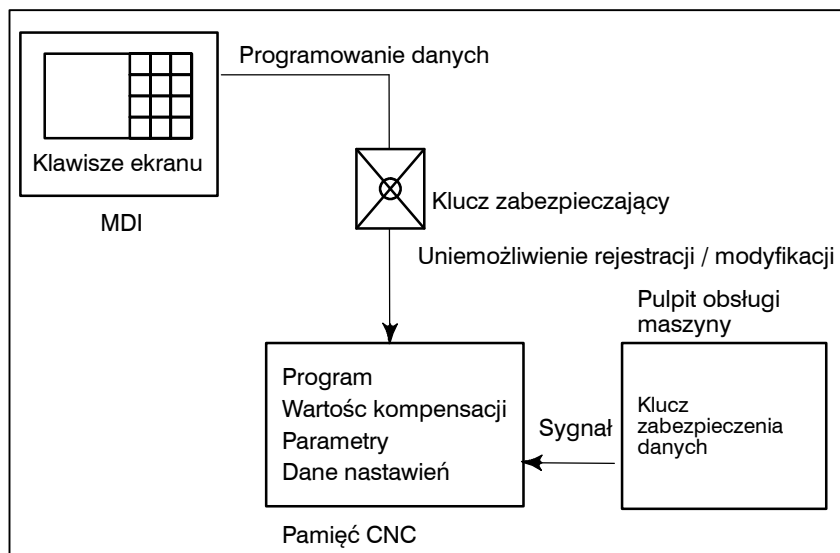 Programowanie danych
Klawisze ekranu
MDI
Klucz zabezpieczający
Uniemożliwienie rejestracji / modyfikacji
Pulpit obsługi
maszyny
Program
Wartośc kompensacji
Parametry
Dane nastawień
Sygnał
Klucz
zabezpieczenia
danych
Pamięć CNC